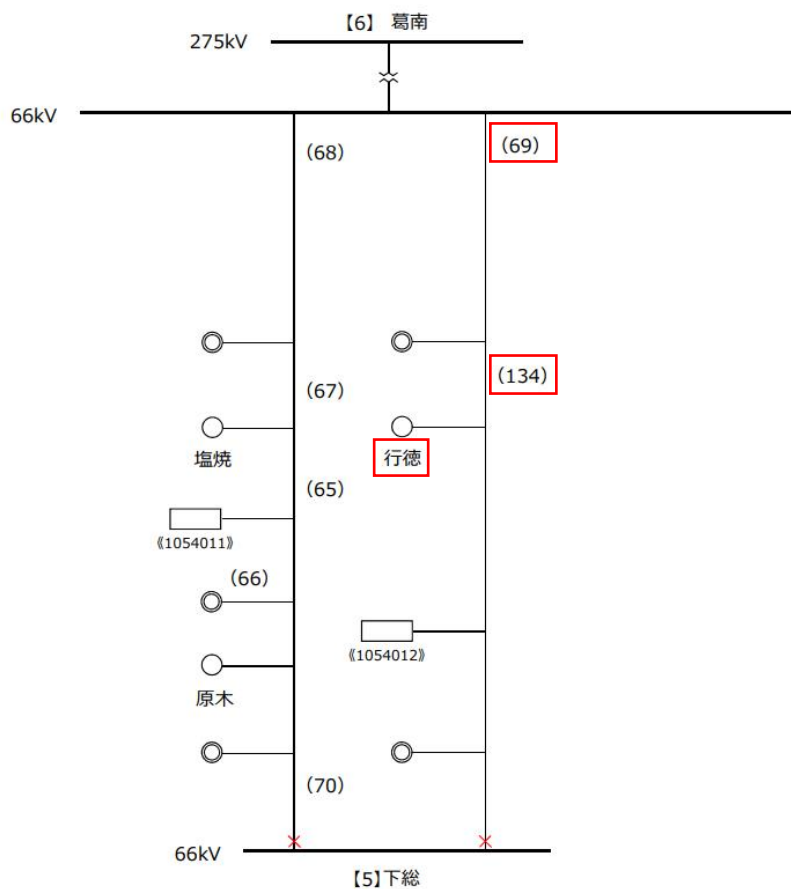 【6】 葛南
275kV
66kV
(68)
(69)
(67)
(134)
塩焼
行徳
(65)
《1054011》
(66)
《1054012》
原木
(70)
66kV
【5】下総